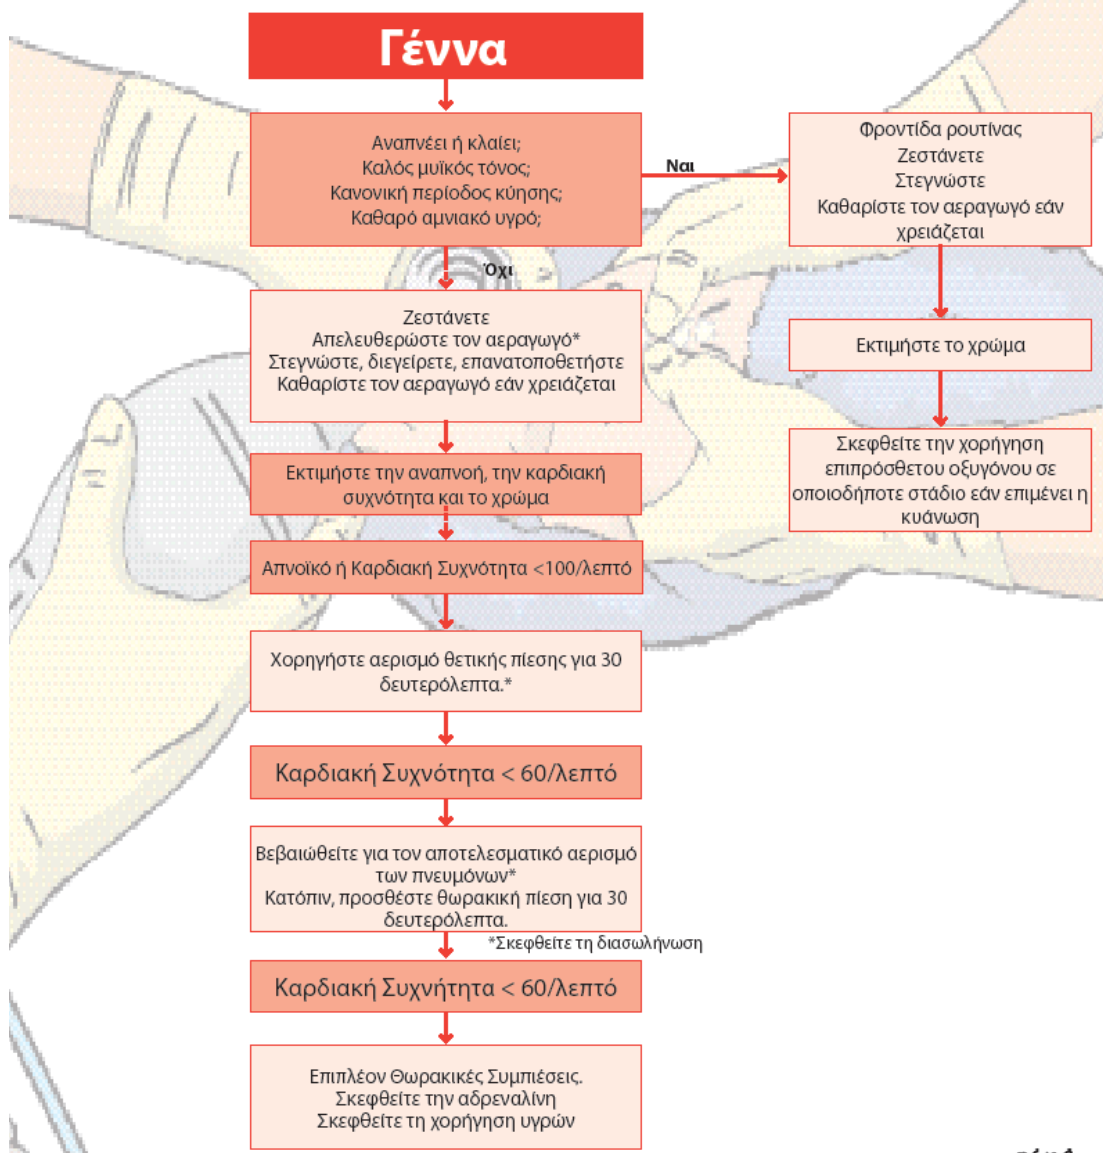 Γέννα
Αναπνέει ή κλαίει;
Καλός μυϊκός τόνος;
Κανονική περίοδος κύησης;
Καθαρό αμνιακό υγρό;
Ναι
Φροντίδα ρουτίνας
Ζεστάνετε
Στεγνώστε
Καθαρίστε τον αεραγωγό εάν
χρειάζεται
Όχι
Ζεστάνετε
Απελευθερώστε τον αεραγωγό*
Στεγνώστε, διεγείρετε, επανατοποθετήστε
Καθαρίστε τον αεραγωγό εάν χρειάζεται
Εκτιμήστε το χρώμα
Σκεφθείτε την χορήγηση
επιπρόσθετου οξυγόνου σε
οποιοδήποτε στάδιο εάν επιμένει η
κυάνωση
Εκτιμήστε την αναπνοή, την καρδιακή
συχνότητα και το χρώμα
Απνοϊκό ή Καρδιακή Συχνότητα <100/λεπτό
Χορηγήστε αερισμό θετικής πίεσης για 30
δευτερόλεπτα.*
Καρδιακή Συχνότητα < 60/λεπτό
Βεβαιώθείτε για τον αποτελεσματικό αερισμό
των πνευμόνων*
Κατόπιν, προσθέστε θωρακική πίεση για 30
δευτερόλεπτα.
*Σκεφθείτε τη διασωλήνωση
Καρδιακή Συχνήτητα < 60/λεπτό
Επιπλέον Θωρακικές Συμπιέσεις.
Σκεφθείτε την αδρεναλίνη
Σκεφθείτε τη χορήγηση υγρών